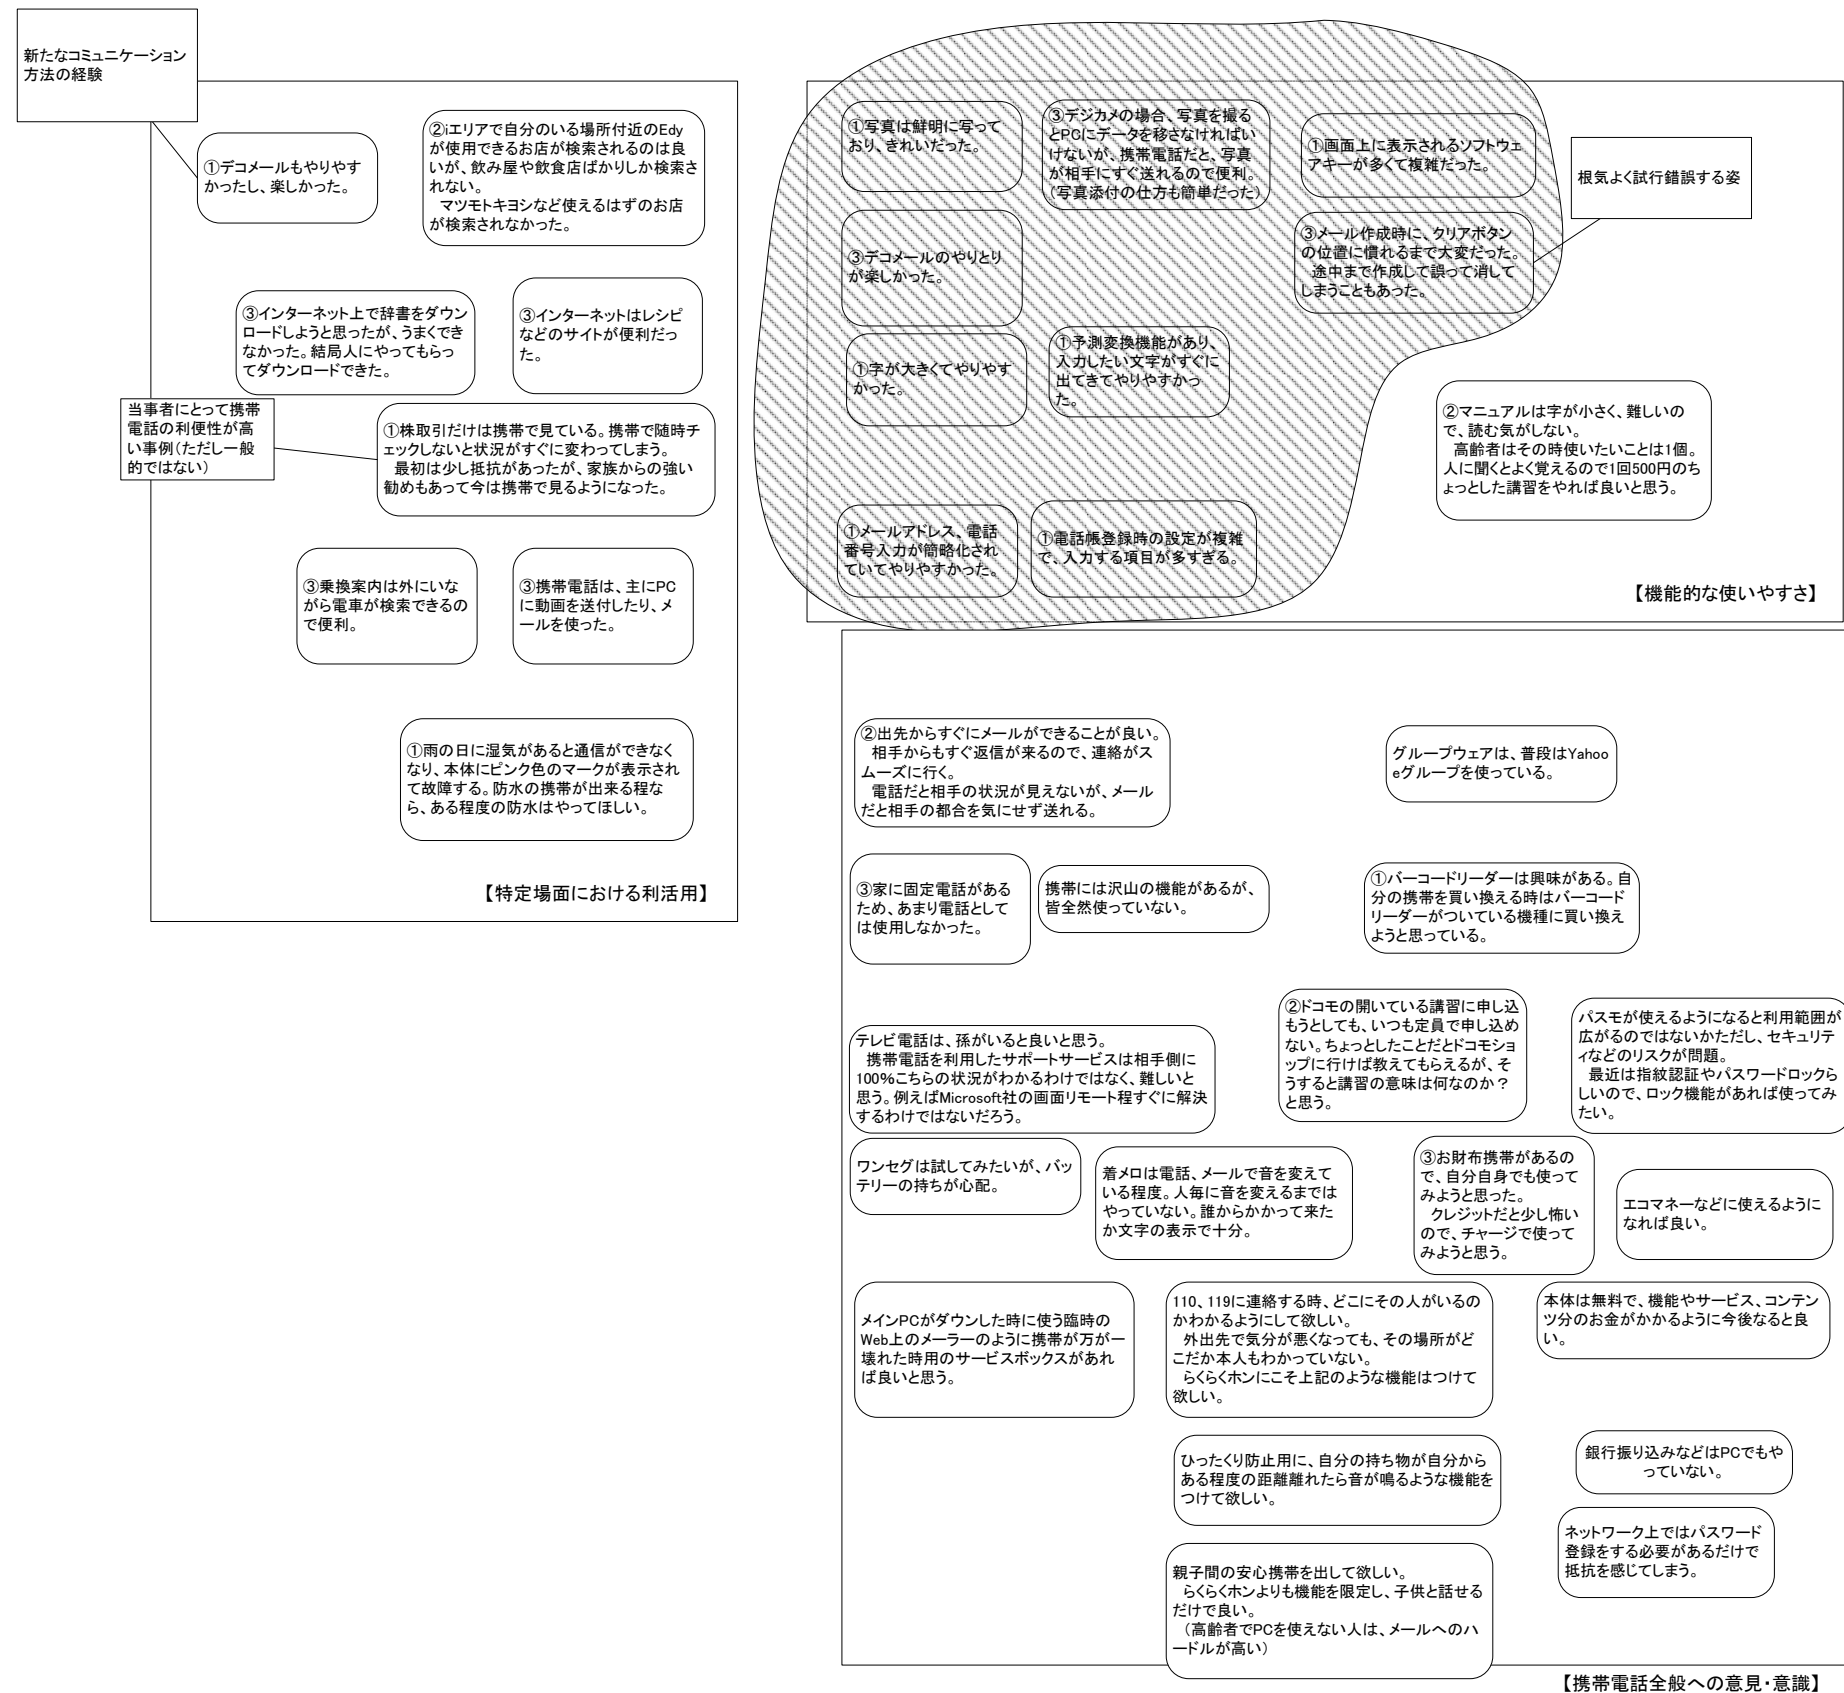 新たなコミュニケーション
方法の経験
①デコメールもやりやす
かったし、楽しかった。
②iエリアで自分のいる場所付近のEdy
が使用できるお店が検索されるのは良
いが、飲み屋や飲食店ばかりしか検索さ
れない。
マツモトキヨシなど使えるはずのお店
が検索されなかった。
③インターネット上で辞書をダウン
ロードしようと思ったが、うまくでき
なかった。結局人にやってもらっ
てダウンロードできた。
③インターネットはレシピ
などのサイトが便利だっ
た。
当事者にとって携帯
電話の利便性が高
い事例(ただし一般
的ではない)
①株取引だけは携帯で見ている。携帯で随時チ
ェックしないと状況がすぐに変わってしまう。
最初は少し抵抗があったが、家族からの強い
勧めもあって今は携帯で見るようになった。
③乗換案内は外にいな
がら電車が検索できるの
で便利。
③携帯電話は、主にPC
に動画を送付したり、メ
ールを使った。
①雨の日に湿気があると通信ができなく
なり、本体にピンク色のマークが表示され
て故障する。防水の携帯が出来る程な
ら、ある程度の防水はやってほしい。
【特定場面における利活用】
①写真は鮮明に写って
おり、きれいだった。
③デジカメの場合、写真を撮る
とPCにデータを移さなければい
けないが、携帯電話だと、写真
が相手にすぐ送れるので便利。
(写真添付の仕方も簡単だった)
①画面上に表示されるソフトウェ
アキーが多くて複雑だった。
根気よく試行錯誤する姿
③デコメールのやりとり
が楽しかった。
③メール作成時に、クリアボタン
の位置に慣れるまで大変だった。
途中まで作成して誤って消して
しまうこともあった。
①字が大きくてやりやす
かった。
①予測変換機能があり、
入力したい文字がすぐに
出てきてやりやすかっ
た。
②マニュアルは字が小さく、難しいの
で、読む気がしない。
高齢者はその時使いたいことは1個。
人に聞くとよく覚えるので1回500円のち
ょっとした講習をやれば良いと思う。
①メールアドレス、電話
番号入力が簡略化され
ていてやりやすかった。
①電話帳登録時の設定が複雑
で、入力する項目が多すぎる。
【機能的な使いやすさ】
②出先からすぐにメールができることが良い。
相手からもすぐ返信が来るので、連絡がス
ムーズに行く。
電話だと相手の状況が見えないが、メール
だと相手の都合を気にせず送れる。
グループウェアは、普段はYahoo
eグループを使っている。
③家に固定電話がある
ため、あまり電話として
は使用しなかった。
携帯には沢山の機能があるが、
皆全然使っていない。
①バーコードリーダーは興味がある。自
分の携帯を買い換える時はバーコード
リーダーがついている機種に買い換え
ようと思っている。
テレビ電話は、孫がいると良いと思う。
携帯電話を利用したサポートサービスは相手側に
100%こちらの状況がわかるわけではなく、難しいと
思う。例えばMicrosoft社の画面リモート程すぐに解決
するわけではないだろう。
②ドコモの開いている講習に申し込
もうとしても、いつも定員で申し込め
ない。ちょっとしたことだとドコモショ
ップに行けば教えてもらえるが、そ
うすると講習の意味は何なのか?
と思う。
パスモが使えるようになると利用範囲が
広がるのではないかただし、セキュリテ
ィなどのリスクが問題。
最近は指紋認証やパスワードロックら
しいので、ロック機能があれば使ってみ
たい。
ワンセグは試してみたいが、バッ
テリーの持ちが心配。
着メロは電話、メールで音を変えて
いる程度。人毎に音を変えるまでは
やっていない。誰からかかって来た
か文字の表示で十分。
③お財布携帯があるの
で、自分自身でも使って
みようと思った。
クレジットだと少し怖い
ので、チャージで使って
みようと思う。
エコマネーなどに使えるように
なれば良い。
メインPCがダウンした時に使う臨時の
Web上のメーラーのように携帯が万が一
壊れた時用のサービスボックスがあれ
ば良いと思う。
110、119に連絡する時、どこにその人がいるの
かわかるようにして欲しい。
外出先で気分が悪くなっても、その場所がど
こだか本人もわかっていない。
らくらくホンにこそ上記のような機能はつけて
欲しい。
本体は無料で、機能やサービス、コンテン
ツ分のお金がかかるように今後なると良
い。
ひったくり防止用に、自分の持ち物が自分から
ある程度の距離離れたら音が鳴るような機能を
つけて欲しい。
銀行振り込みなどはPCでもや
っていない。
ネットワーク上ではパスワード
登録をする必要があるだけで
抵抗を感じてしまう。
親子間の安心携帯を出して欲しい。
らくらくホンよりも機能を限定し、子供と話せる
だけで良い。
(高齢者でPCを使えない人は、メールへのハ
ードルが高い)
【携帯電話全般への意見・意識】